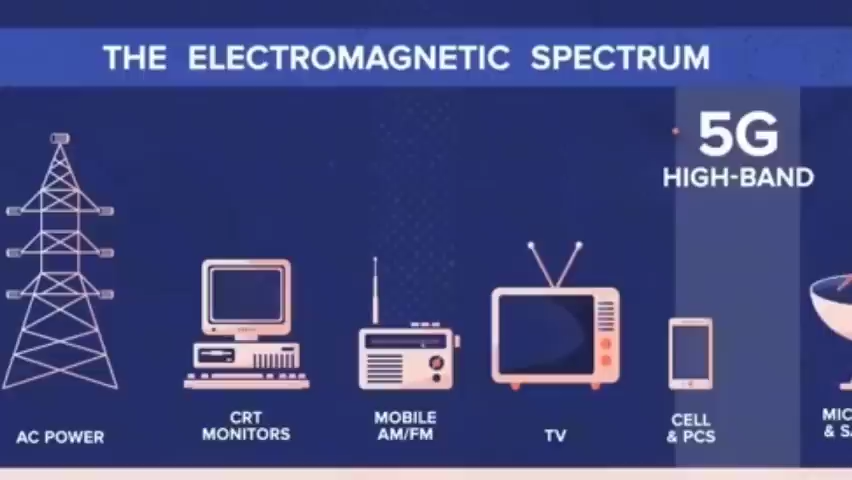 THE ELECTROMAGNETIC SPECTRUM
5G
HIGH-BAND
AC POWER
CRT
MONITORS
MOBILE
AM/FM
TV
CELL
& PCS